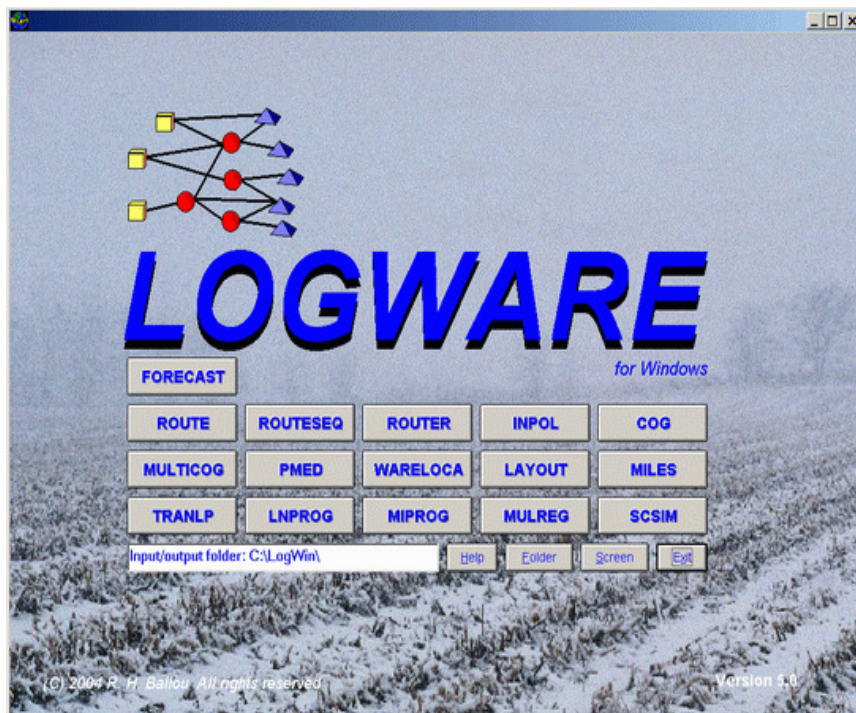 LOGWARE
for Windows
FORECAST
ROUTE ROUTESEQ ROUTER INPOL COG
MULTICOG PMED WARELOCA LAYOUT MILES
TRANLP LNPROG MIPROG MULREG SCSIM
Input/output folder: C:\LogWin\ Help Folder Screen Exit
(C) 2004 R. H. Ballou All rights reserved Version 5.0